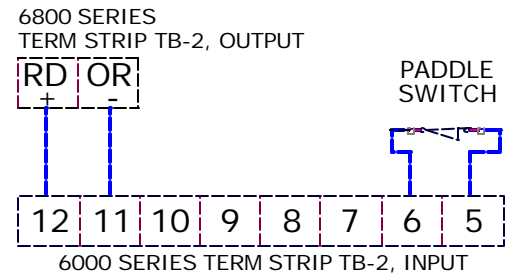 6800 SERIES
TERM STRIP TB-2, OUTPUT
RD OR
+ -
PADDLE
SWITCH
12 11 10 9 8 7 6 5
6000 SERIES TERM STRIP TB-2, INPUT